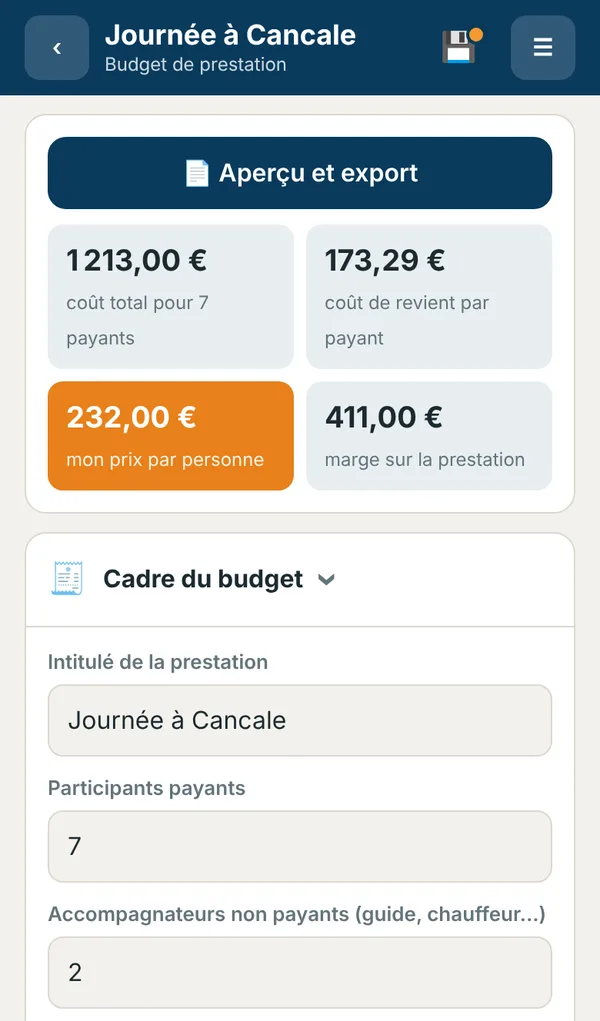 Journée à Cancale
Budget de prestation
Aperçu et export
1 213,00 €
coût total pour 7
payants
173,29 €
coût de revient par
payant
232,00 €
mon prix par personne
411,00 €
marge sur la prestation
Cadre du budget
Intitulé de la prestation
Journée à Cancale
Participants payants
7
Accompagnateurs non payants (guide, chauffeur...)
2